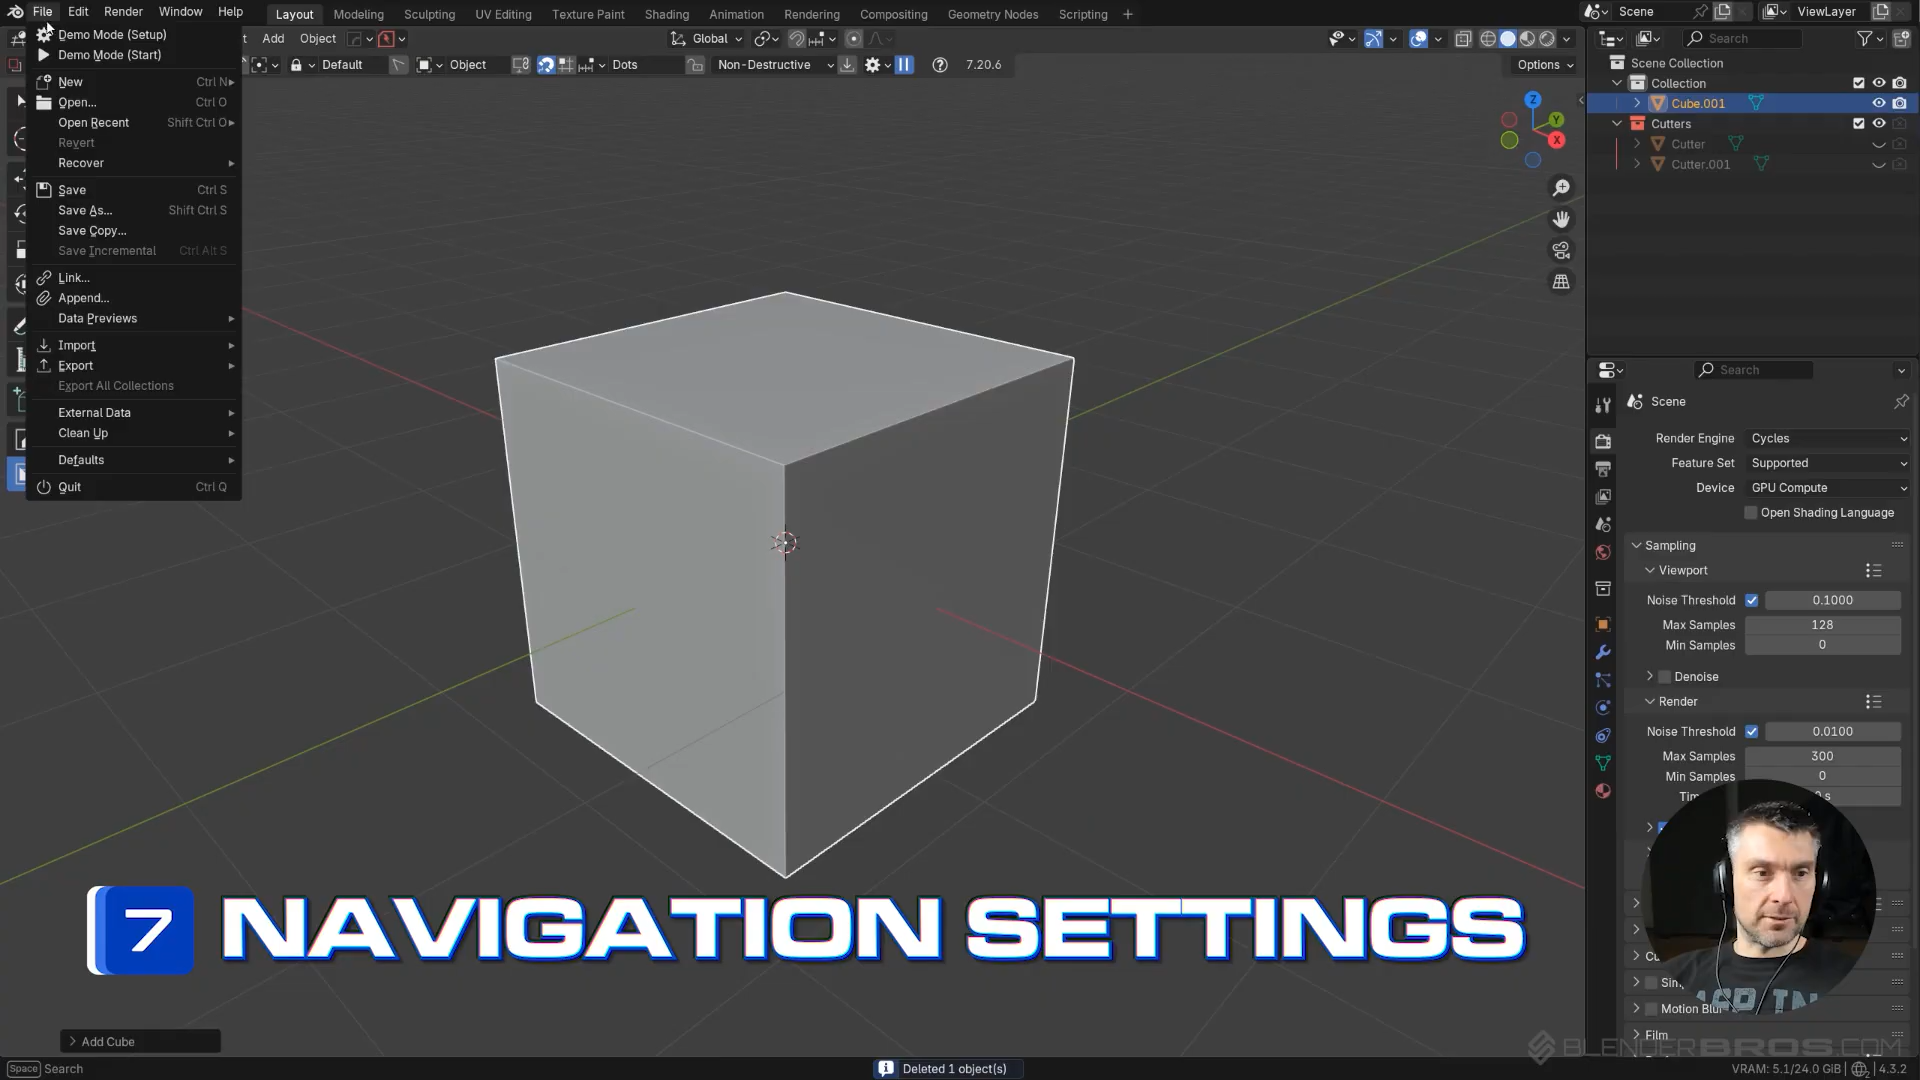 File Edit Render Window Help
Layout Modeling Sculpting UV Editing Texture Paint Shading Animation Rendering Compositing Geometry Nodes Scripting +
Scene
ViewLayer
Demo Mode (Setup)
Demo Mode (Start)
New Ctrl N
Open... Ctrl O
Open Recent Shift Ctrl O
Revert
Recover
Save Ctrl S
Save As... Shift Ctrl S
Save Copy...
Save Incremental Ctrl Alt S
Link...
Append...
Data Previews
Import
Export
Export All Collections
External Data
Clean Up
Defaults
Quit Ctrl Q
Add Object
Global
Default
Object
Dots
Non-Destructive
7.20.6
Options
Z
Y
X
Search
Scene Collection
Collection
Cube.001
Cutters
Cutter
Cutter.001
Search
Scene
Render Engine Cycles
Feature Set Supported
Device GPU Compute
Open Shading Language
Sampling
Viewport
Noise Threshold 0.1000
Max Samples 128
Min Samples 0
Denoise
Render
Noise Threshold 0.0100
Max Samples 300
Min Samples 0
Motion Blur
Film
7 NAVIGATION SETTINGS
Add Cube
Space Search
Deleted 1 object(s)
BLENDERBROS.COM
VRAM: 5.1/24.0 GiB
4.3.2